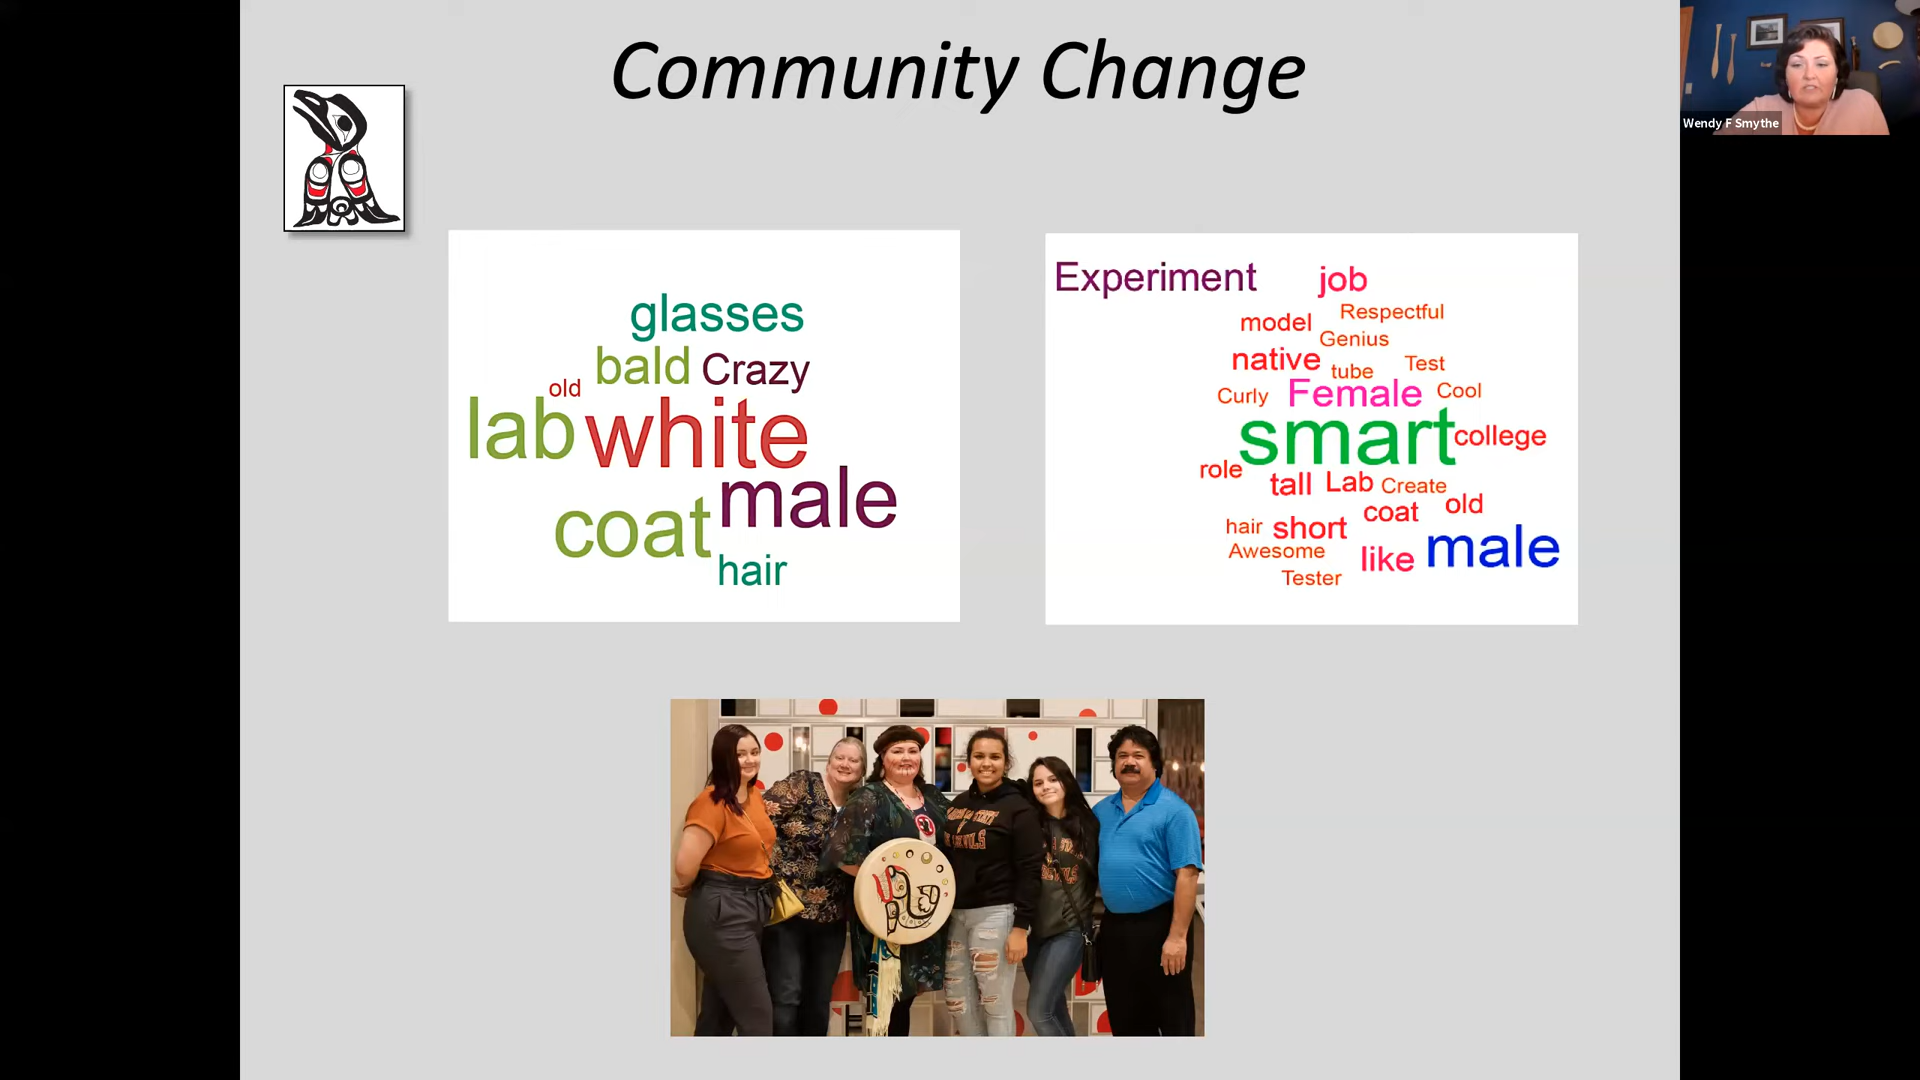 Community Change
Wendy F Smythe
glasses
bald Crazy
old
lab white
male
coat
hair
Experiment job
Respectful
model
Genius
native
tube Test
Curly Female Cool
smart college
role
tall Lab Create
old
coat
hair short
Awesome like male
Tester